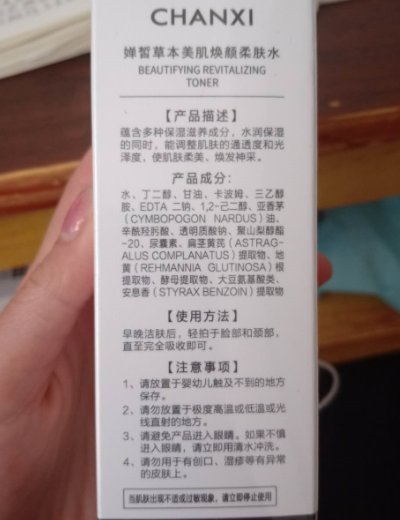 CHANXI
婵皙草本美肌焕颜柔肤水
BEAUTIFYING REVITALIZING
TONER
【产品描述】
蕴含多种保湿滋养成分，水润保湿
的同时，能调整肌肤的通透度和光
泽度，使肌肤柔美、焕发神采。
产品成分：
水、丁二醇、甘油、卡波姆、三乙醇
胺、EDTA 二钠、1,2-己二醇、亚香茅
(CYMBOPOGON NARDUS)油、
辛酰羟肟酸、透明质酸钠、聚山梨醇酯
-20、尿囊素、扁茎黄芪(ASTRAG-
ALUS COMPLANATUS)提取物、地
黄(REHMANNIA GLUTINOSA)根
提取物、酵母提取物、大豆氨基酸类、
安息香(STYRAX BENZOIN)提取物
【使用方法】
早晚洁肤后，轻拍于脸部和颈部，
直至完全吸收即可。
【注意事项】
1、请放置于婴幼儿触及不到的地方
保存。
2、请勿放置于极度高温或低温或光
线直射的地方。
3、请避免产品进入眼睛。如果不慎
进入眼睛，请立即用清水冲洗。
4、请勿用于有创口、湿疹等有异常
的皮肤上。
当肌肤出现不适或过敏现象，请立即停止使用